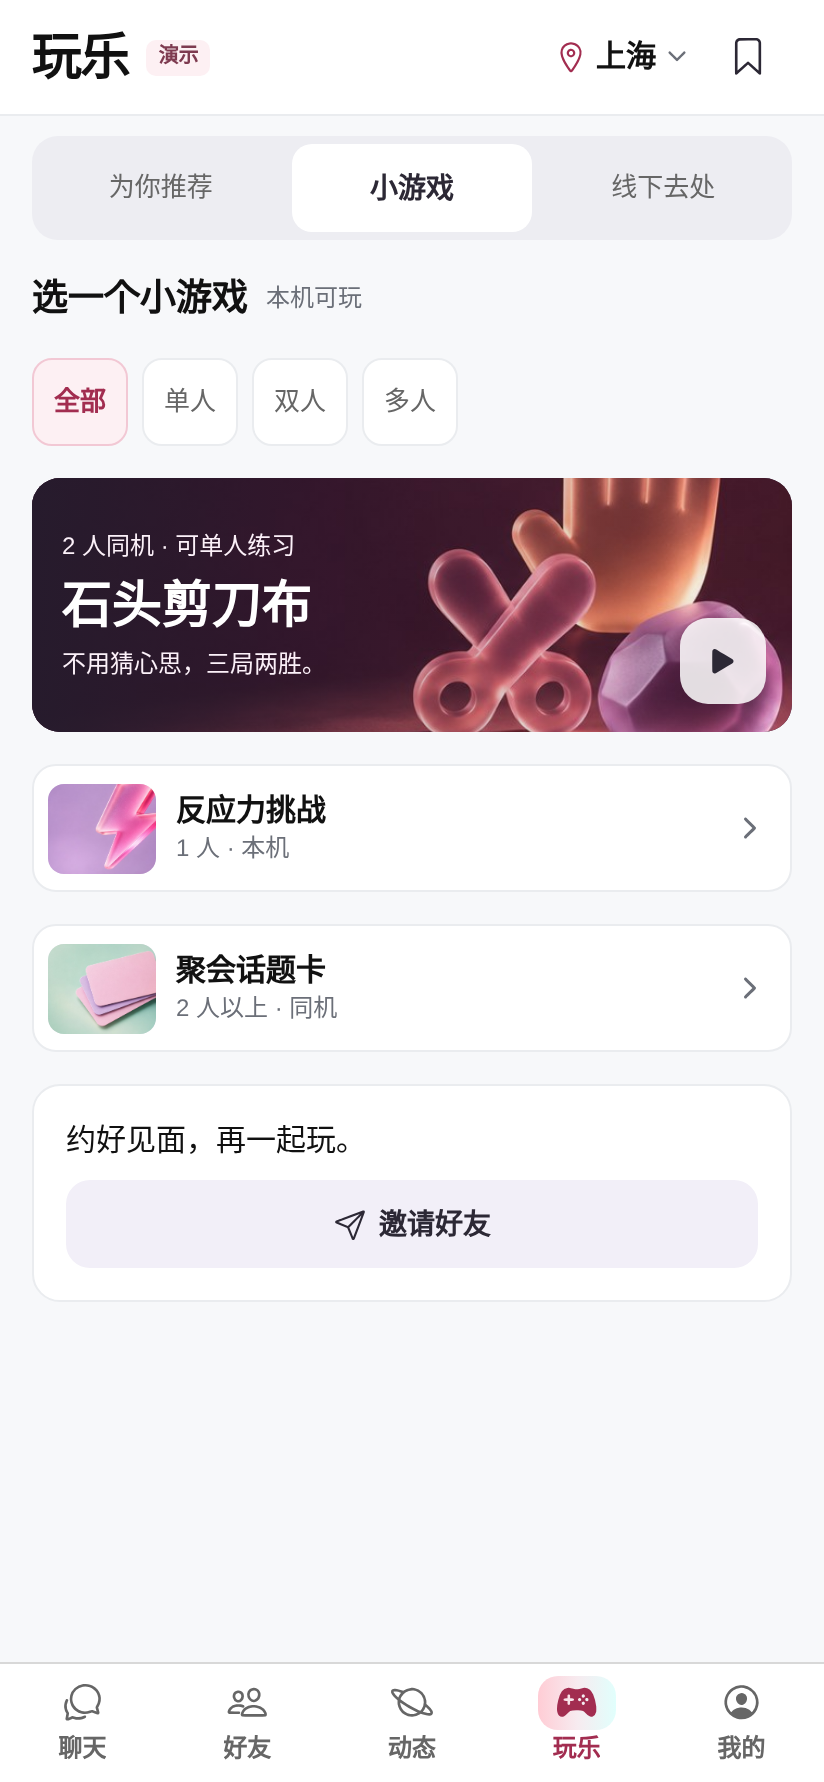 玩乐 演示 上海
为你推荐 小游戏 线下去处
选一个小游戏 本机可玩
全部 单人 双人 多人
2 人同机 · 可单人练习
石头剪刀布
不用猜心思，三局两胜。
反应力挑战
1 人 · 本机
聚会话题卡
2 人以上 · 同机
约好见面，再一起玩。
邀请好友
聊天 好友 动态 玩乐 我的